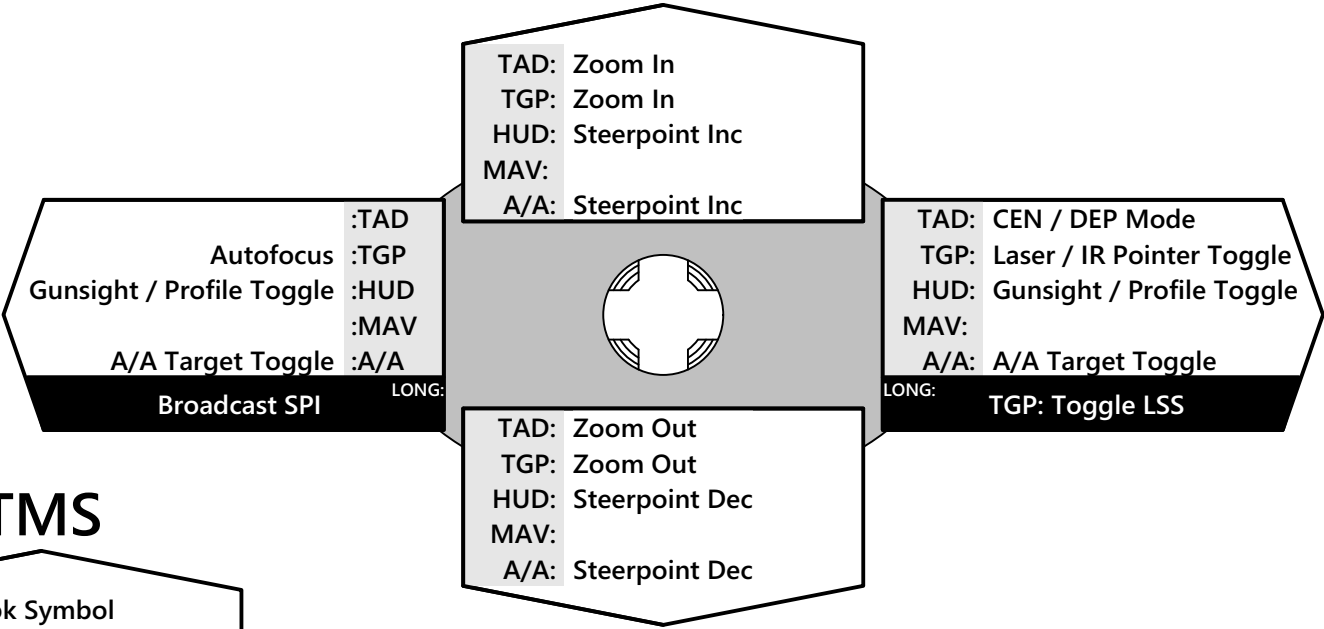 TAD: Zoom In
TGP: Zoom In
HUD: Steerpoint Inc
MAV:
A/A: Steerpoint Inc
:TAD
Autofocus :TGP
Gunsight / Profile Toggle :HUD
:MAV
A/A Target Toggle :A/A
LONG:
Broadcast SPI
TAD: CEN / DEP Mode
TGP: Laser / IR Pointer Toggle
HUD: Gunsight / Profile Toggle
MAV:
A/A: A/A Target Toggle
LONG:
TGP: Toggle LSS
TAD: Zoom Out
TGP: Zoom Out
HUD: Steerpoint Dec
MAV:
A/A: Steerpoint Dec
TMS
Symbol